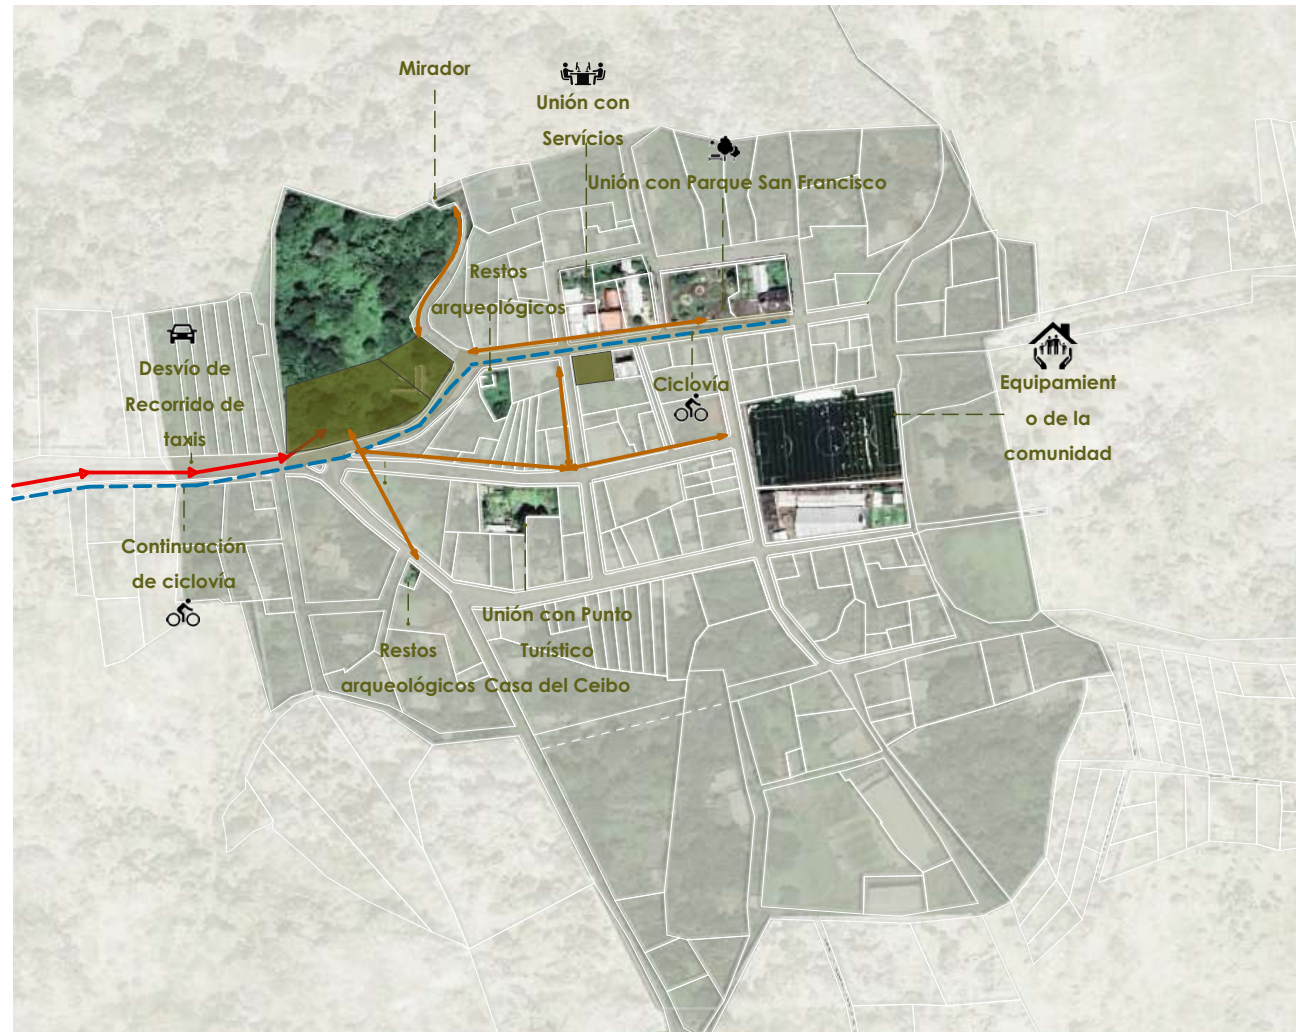 Mirador
Unión con
Servícios
Unión con Parque San Francisco
Restos
arqueológicos
Desvío de
Recorrido de
taxis
Ciclovía
Equipamient
o de la
comunidad
Continuación
de ciclovía
Restos
arqueológicos
Unión con Punto
Turístico
Casa del Ceibo